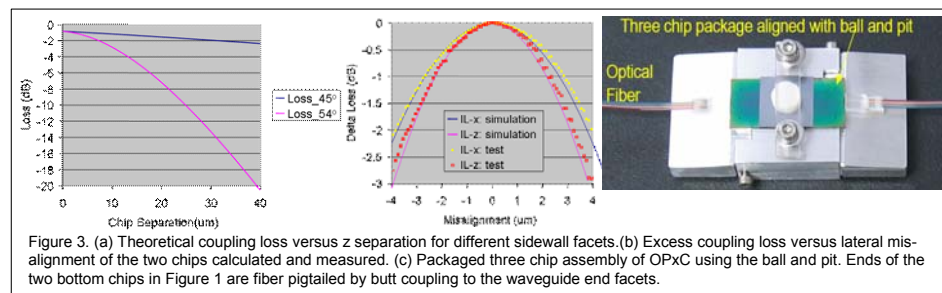 Three chip package aligned with ball and pit
Optical
Fiber
Loss (dB)
0
-2
-4
-6
-8
-10
-12
-14
-16
-18
-20
0
10
20
30
40
Chip Separation(um)
Loss_45°
Loss_54°
Delta Loss (dB)
0
-0.5
-1
-1.5
-2
-2.5
-3
-4
-3
-2
-1
0
1
2
3
4
Misalignment (um)
IL-x: simulation
IL-z: simulation
IL-x: test
IL-z: test
Figure 3. (a) Theoretical coupling loss versus z separation for different sidewall facets.(b) Excess coupling loss versus lateral mis-
alignment of the two chips calculated and measured. (c) Packaged three chip assembly of OPxC using the ball and pit. Ends of the
two bottom chips in Figure 1 are fiber pigtailed by butt coupling to the waveguide end facets.